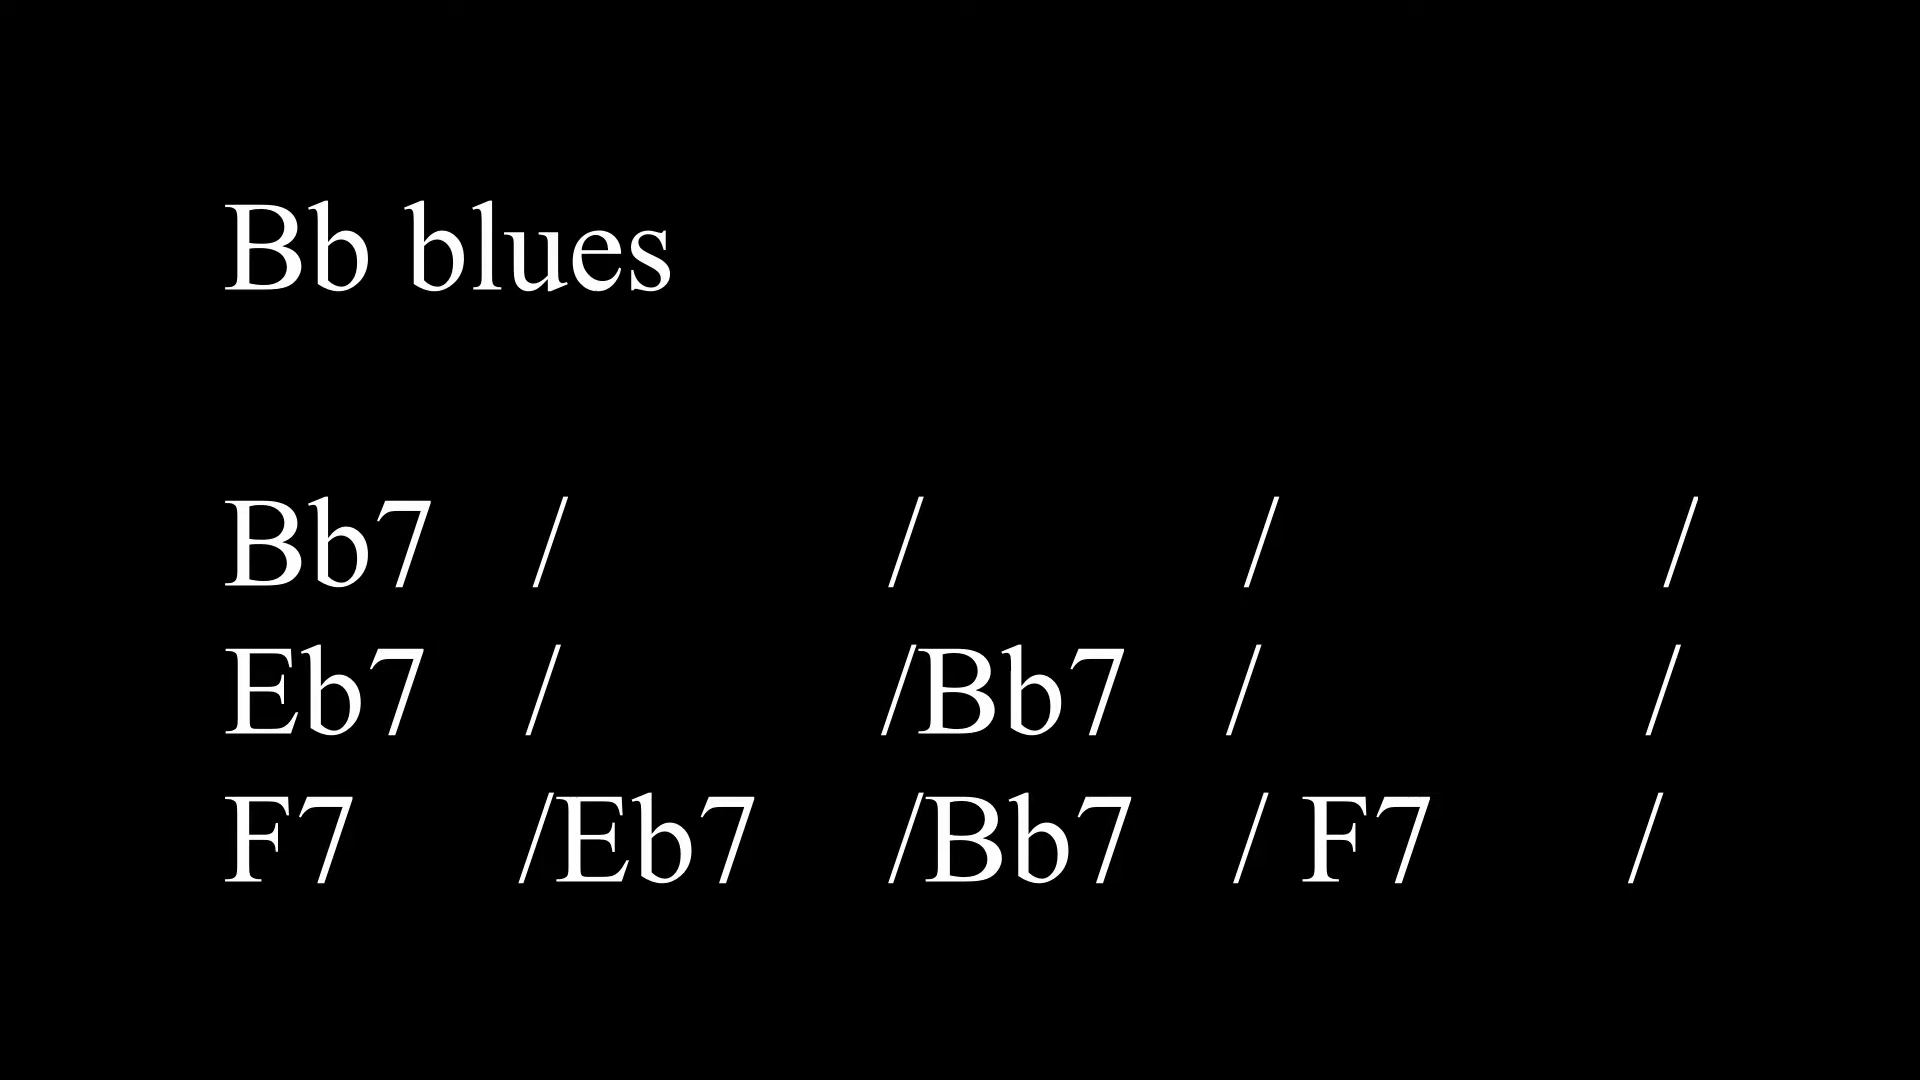 Bb blues
Bb7 / / / /
Eb7 / /Bb7 / /
F7 /Eb7 /Bb7 / F7 /